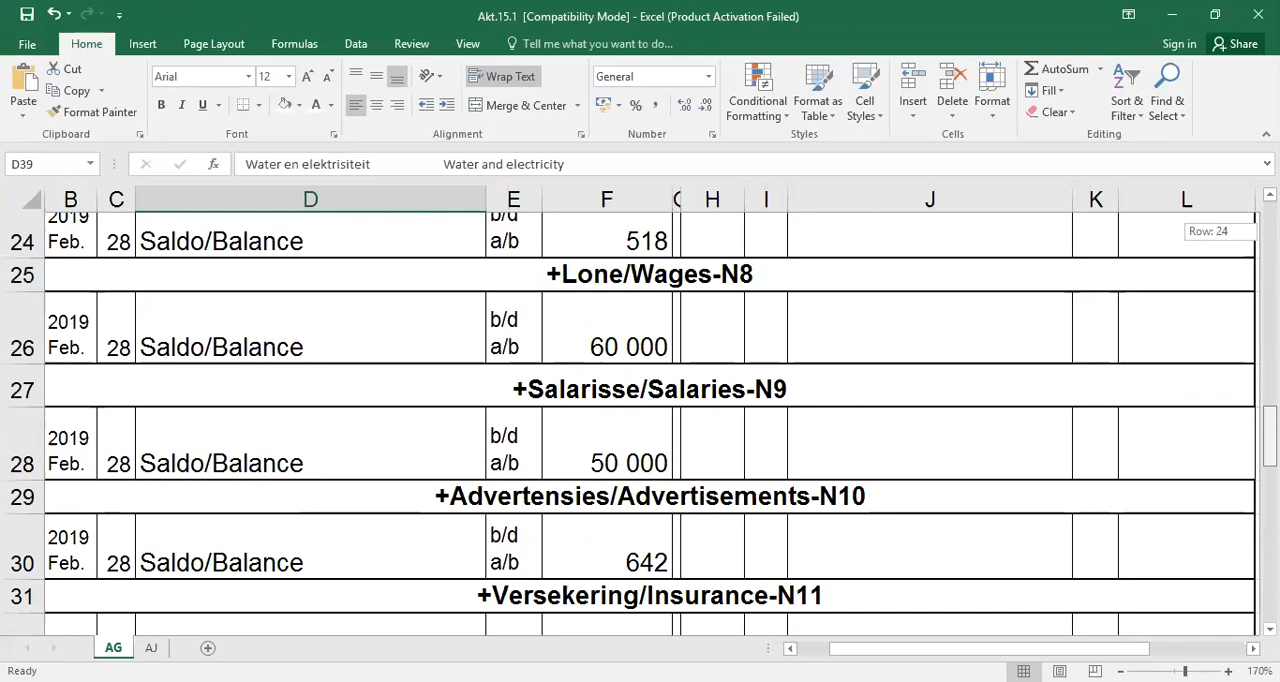 Akt.15.1 [Compatibility Mode] - Excel (Product Activation Failed)
File Home Insert Page Layout Formulas Data Review View Tell me what you want to do... Sign in Share
Paste Cut Arial 12 Wrap Text General Conditional Formatting Format as Table Cell Styles Insert Delete Format AutoSum Sort & Filter Find & Select
Copy B I U A Merge & Center % , Fill
Format Painter Clear
Clipboard Font Alignment Number Styles Cells Editing
D39 fx Water en elektrisiteit Water and electricity
B C D E F G H I J K L
24 2019 Feb. 28 Saldo/Balance b/d a/b 518 Row: 24
25 +Lone/Wages-N8
26 2019 Feb. 28 Saldo/Balance b/d a/b 60 000
27 +Salarisse/Salaries-N9
28 2019 Feb. 28 Saldo/Balance b/d a/b 50 000
29 +Advertensies/Advertisements-N10
30 2019 Feb. 28 Saldo/Balance b/d a/b 642
31 +Versekering/Insurance-N11
AG AJ
Ready 170%